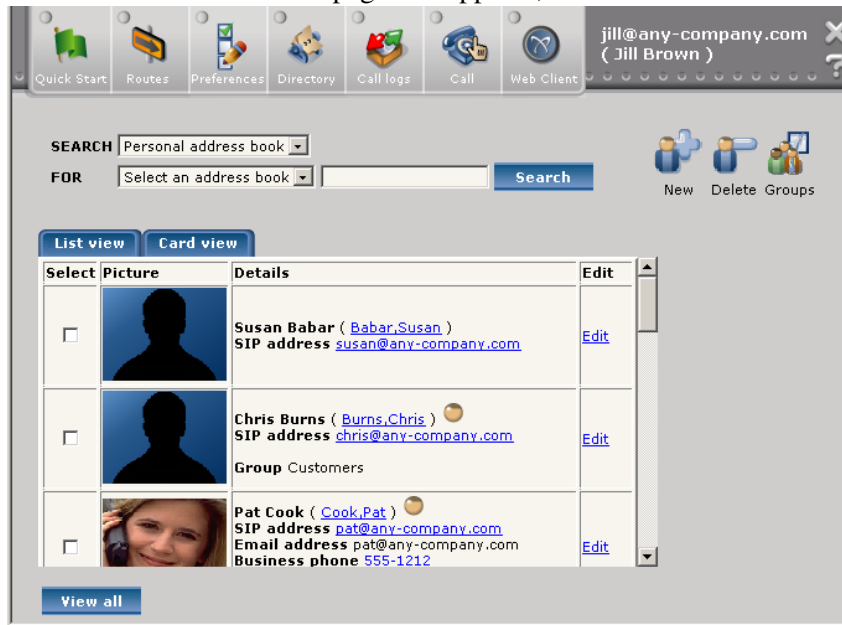 Quick Start Routes Preferences Directory Call logs Call Web Client
jill@any-company.com
( Jill Brown )
SEARCH Personal address book
FOR Select an address book Search
New Delete Groups
List view Card view
Select Picture Details Edit
Susan Babar ( Babar,Susan )
SIP address susan@any-company.com
Edit
Chris Burns ( Burns,Chris )
SIP address chris@any-company.com
Edit
Group Customers
Pat Cook ( Cook,Pat )
SIP address pat@any-company.com
Email address pat@any-company.com
Edit
Business phone 555-1212
View all